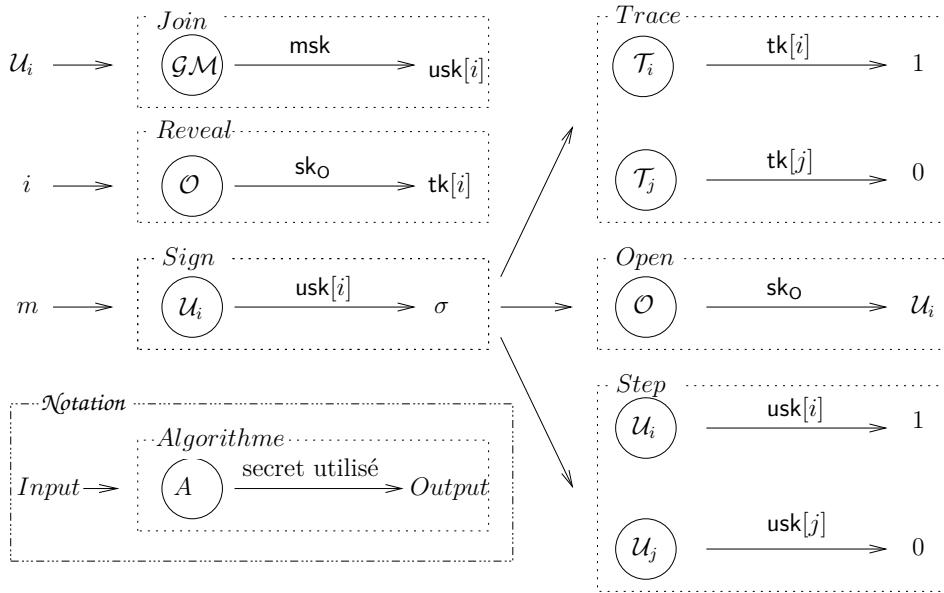 Join
𝒰_i 𝒢ℳ msk usk[i]
Reveal
i 𝒪 sk_O tk[i]
Sign
m 𝒰_i usk[i] σ
Notation
Algorithme
Input A secret utilisé Output
Trace
𝒯_i tk[i] 1
𝒯_j tk[j] 0
Open
𝒪 sk_O 𝒰_i
Step
𝒰_i usk[i] 1
𝒰_j usk[j] 0